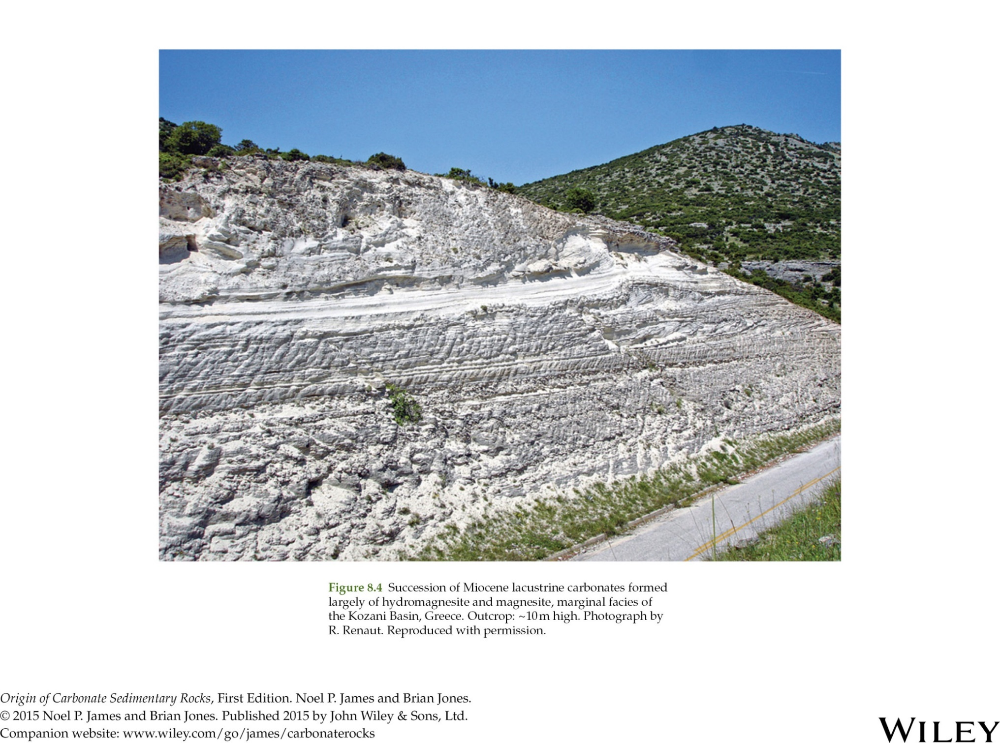 Figure 8.4 Succession of Miocene lacustrine carbonates formed
largely of hydromagnesite and magnesite, marginal facies of
the Kozani Basin, Greece. Outcrop: ~10 m high. Photograph by
R. Renaut. Reproduced with permission.
Origin of Carbonate Sedimentary Rocks, First Edition. Noel P. James and Brian Jones.
© 2015 Noel P. James and Brian Jones. Published 2015 by John Wiley & Sons, Ltd.
Companion website: www.wiley.com/go/james/carbonaterocks
WILEY